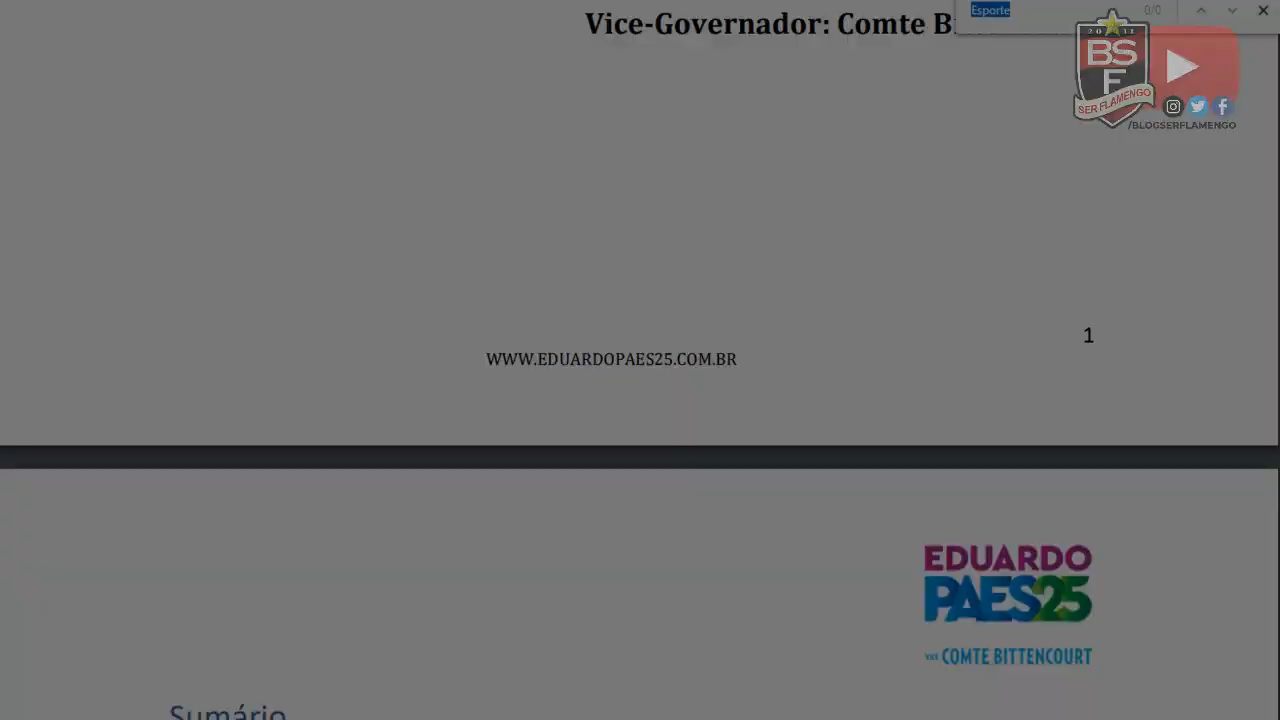 Esporte
0/0
Vice-Governador: Comte
2011
BS
F
SER FLAMENGO
/BLOGSERFLAMENGO
1
WWW.EDUARDOPAES25.COM.BR
EDUARDO
PAES25
VICE COMTE BITTENCOURT
Sumário